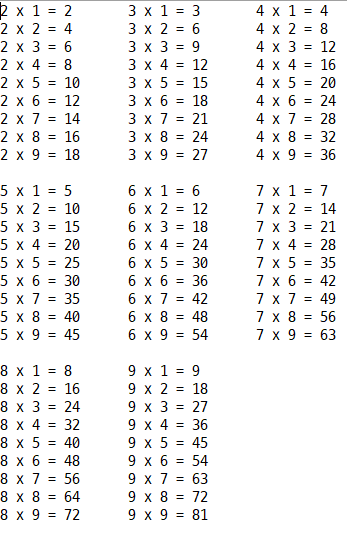 2 x 1 = 2 3 x 1 = 3 4 x 1 = 4
2 x 2 = 4 3 x 2 = 6 4 x 2 = 8
2 x 3 = 6 3 x 3 = 9 4 x 3 = 12
2 x 4 = 8 3 x 4 = 12 4 x 4 = 16
2 x 5 = 10 3 x 5 = 15 4 x 5 = 20
2 x 6 = 12 3 x 6 = 18 4 x 6 = 24
2 x 7 = 14 3 x 7 = 21 4 x 7 = 28
2 x 8 = 16 3 x 8 = 24 4 x 8 = 32
2 x 9 = 18 3 x 9 = 27 4 x 9 = 36
5 x 1 = 5 6 x 1 = 6 7 x 1 = 7
5 x 2 = 10 6 x 2 = 12 7 x 2 = 14
5 x 3 = 15 6 x 3 = 18 7 x 3 = 21
5 x 4 = 20 6 x 4 = 24 7 x 4 = 28
5 x 5 = 25 6 x 5 = 30 7 x 5 = 35
5 x 6 = 30 6 x 6 = 36 7 x 6 = 42
5 x 7 = 35 6 x 7 = 42 7 x 7 = 49
5 x 8 = 40 6 x 8 = 48 7 x 8 = 56
5 x 9 = 45 6 x 9 = 54 7 x 9 = 63
8 x 1 = 8 9 x 1 = 9
8 x 2 = 16 9 x 2 = 18
8 x 3 = 24 9 x 3 = 27
8 x 4 = 32 9 x 4 = 36
8 x 5 = 40 9 x 5 = 45
8 x 6 = 48 9 x 6 = 54
8 x 7 = 56 9 x 7 = 63
8 x 8 = 64 9 x 8 = 72
8 x 9 = 72 9 x 9 = 81